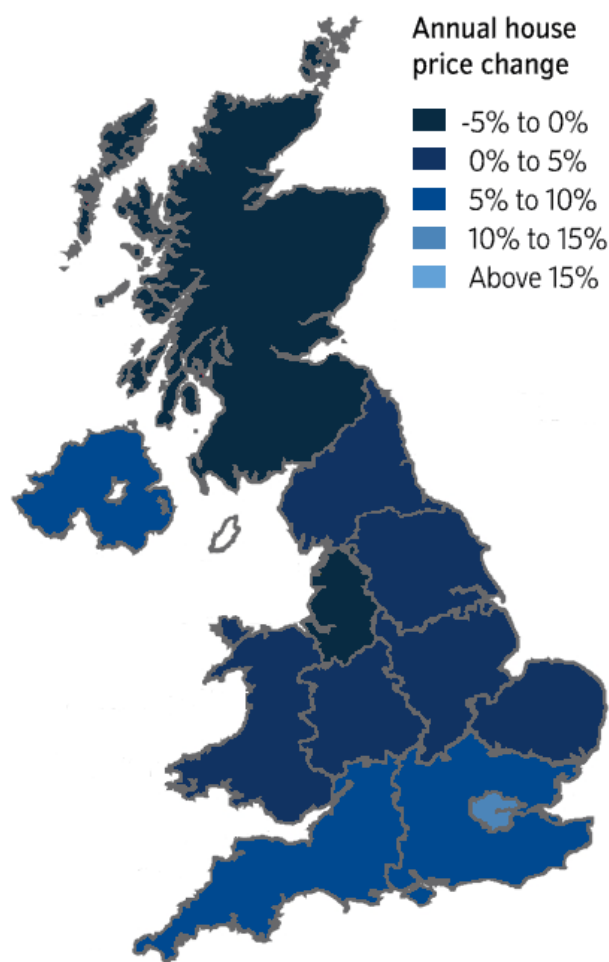 Annual house
price change
-5% to 0%
0% to 5%
5% to 10%
10% to 15%
Above 15%